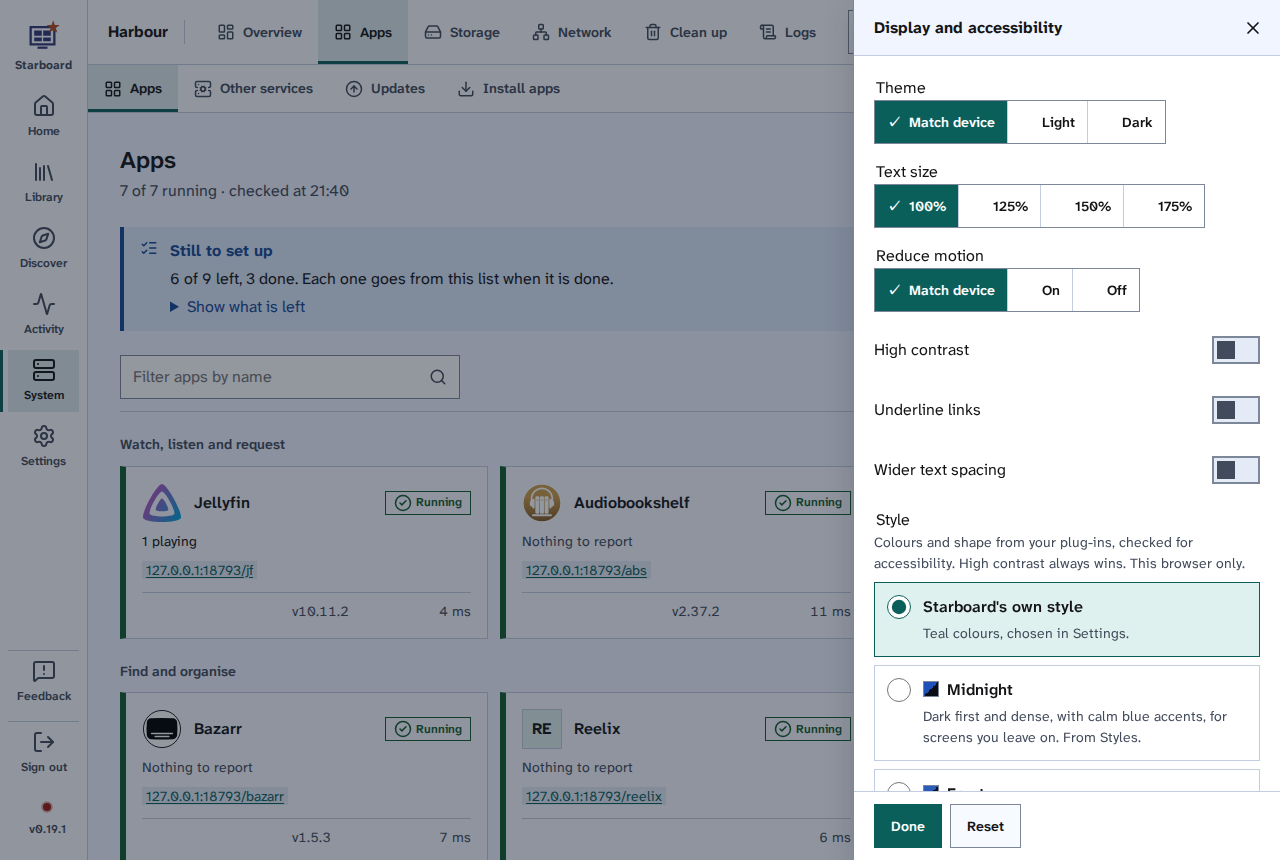 Starboard
Home
Library
Discover
Activity
System
Settings
Feedback
Sign out
v0.19.1
Harbour
Overview
Apps
Storage
Network
Clean up
Logs
Apps
Other services
Updates
Install apps
Apps
7 of 7 running · checked at 21:40
Still to set up
6 of 9 left, 3 done. Each one goes from this list when it is done.
Show what is left
Filter apps by name
Watch, listen and request
Jellyfin
Running
1 playing
127.0.0.1:18793/jf
v10.11.2
4 ms
Audiobookshelf
Running
Nothing to report
127.0.0.1:18793/abs
v2.37.2
11 ms
Find and organise
Bazarr
Running
Nothing to report
127.0.0.1:18793/bazarr
v1.5.3
7 ms
RE
Reelix
Running
Nothing to report
127.0.0.1:18793/reelix
6 ms
Display and accessibility
Theme
✓ Match device
Light
Dark
Text size
✓ 100%
125%
150%
175%
Reduce motion
✓ Match device
On
Off
High contrast
Underline links
Wider text spacing
Style
Colours and shape from your plug-ins, checked for
accessibility. High contrast always wins. This browser only.
Starboard's own style
Teal colours, chosen in Settings.
Midnight
Dark first and dense, with calm blue accents, for
screens you leave on. From Styles.
Done
Reset